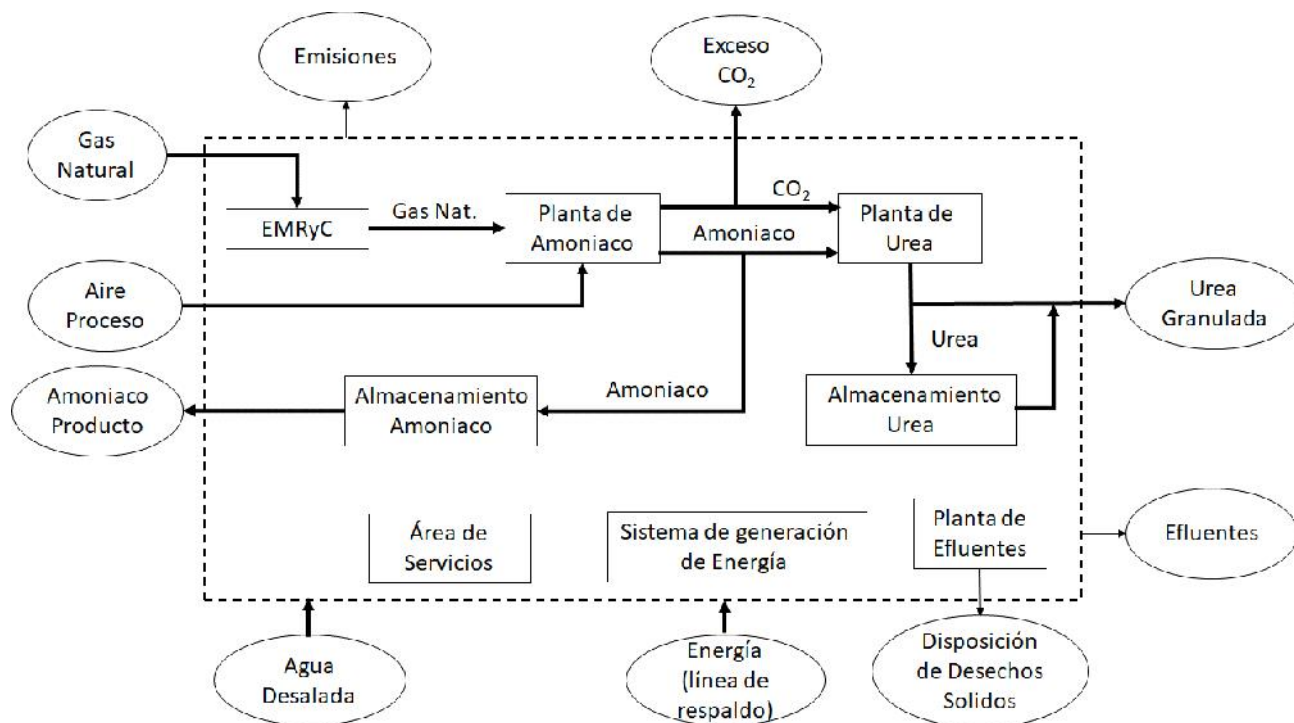 Emisiones
Exceso
CO₂
Gas
Natural
CO₂
Gas Nat.
Planta de
Amoniaco
Planta de
Urea
EMRyC
Amoniaco
Aire
Proceso
Urea
Granulada
Urea
Amoniaco
Producto
Almacenamiento
Amoniaco
Amoniaco
Almacenamiento
Urea
Área de
Servicios
Sistema de generación
de Energía
Planta de
Efluentes
Efluentes
Agua
Desalada
Energía
(línea de
respaldo)
Disposición
de Desechos
Solidos